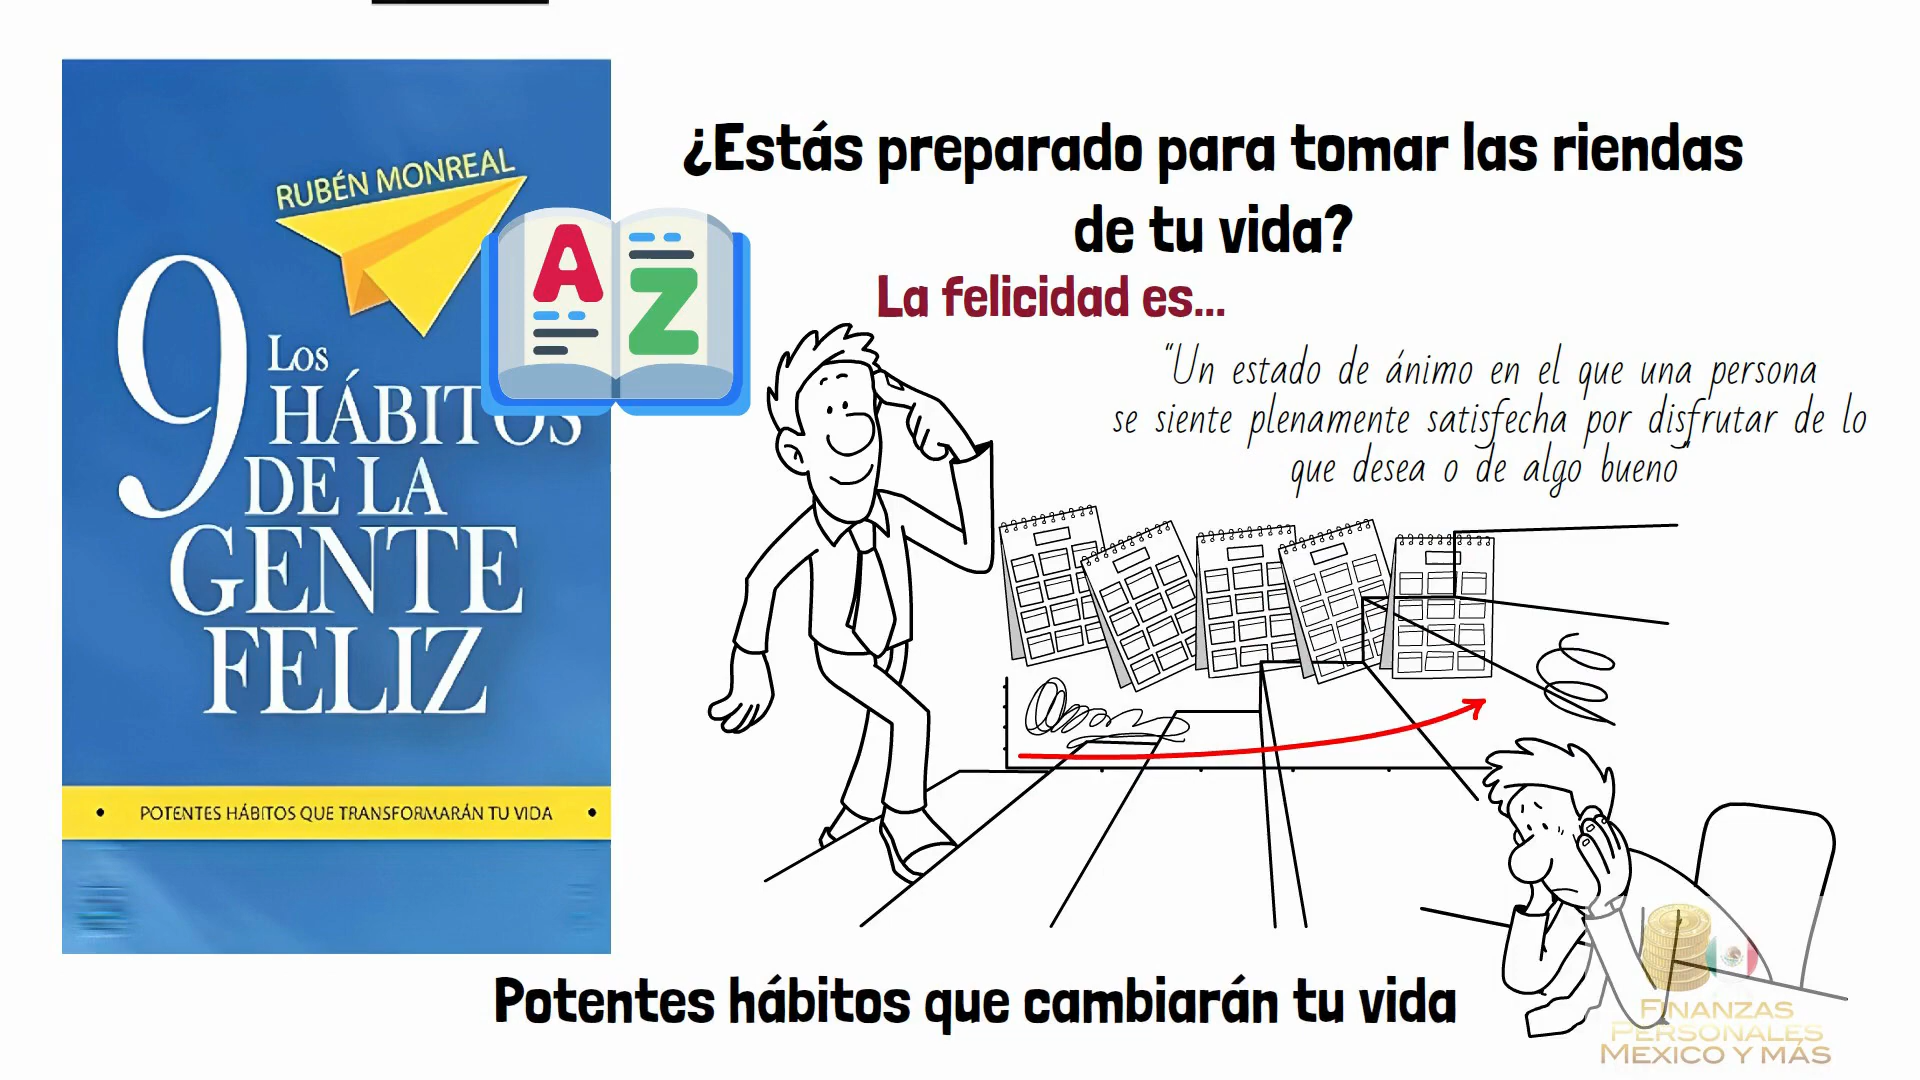 RUBÉN MONREAL
9
Los
HÁBITOS
DE LA
GENTE
FELIZ
• POTENTES HÁBITOS QUE TRANSFORMARÁN TU VIDA •
A
Z
¿Estás preparado para tomar las riendas
de tu vida?
La felicidad es...
“Un estado de ánimo en el que una persona
se siente plenamente satisfecha por disfrutar de lo
que desea o de algo bueno”
Potentes hábitos que cambiarán tu vida
FINANZAS
PERSONALES
MEXICO Y MÁS